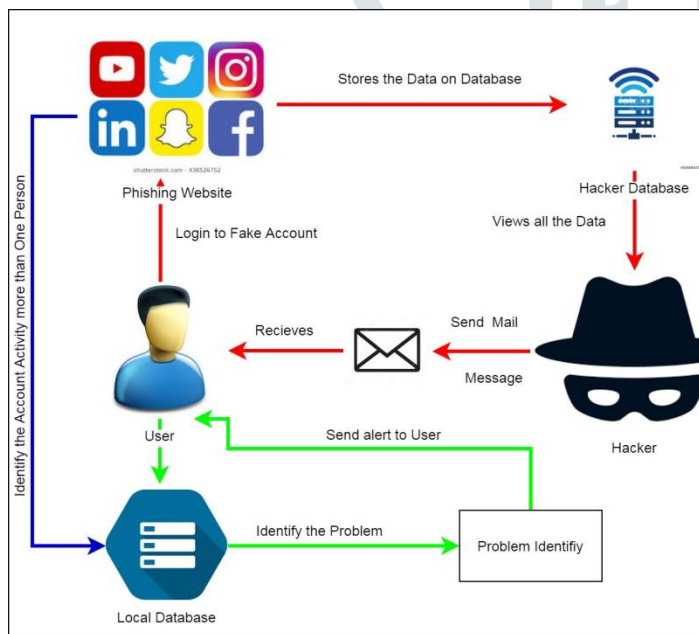 Stores the Data on Database
in
shutterstock.com - 436526752
Phishing Website
Hacker Database
Login to Fake Account
Views all the Data
Identify the Account Activity more than One Person
Send Mail
Recieves
Message
User
Send alert to User
Hacker
Identify the Problem
Problem Identifiy
Local Database